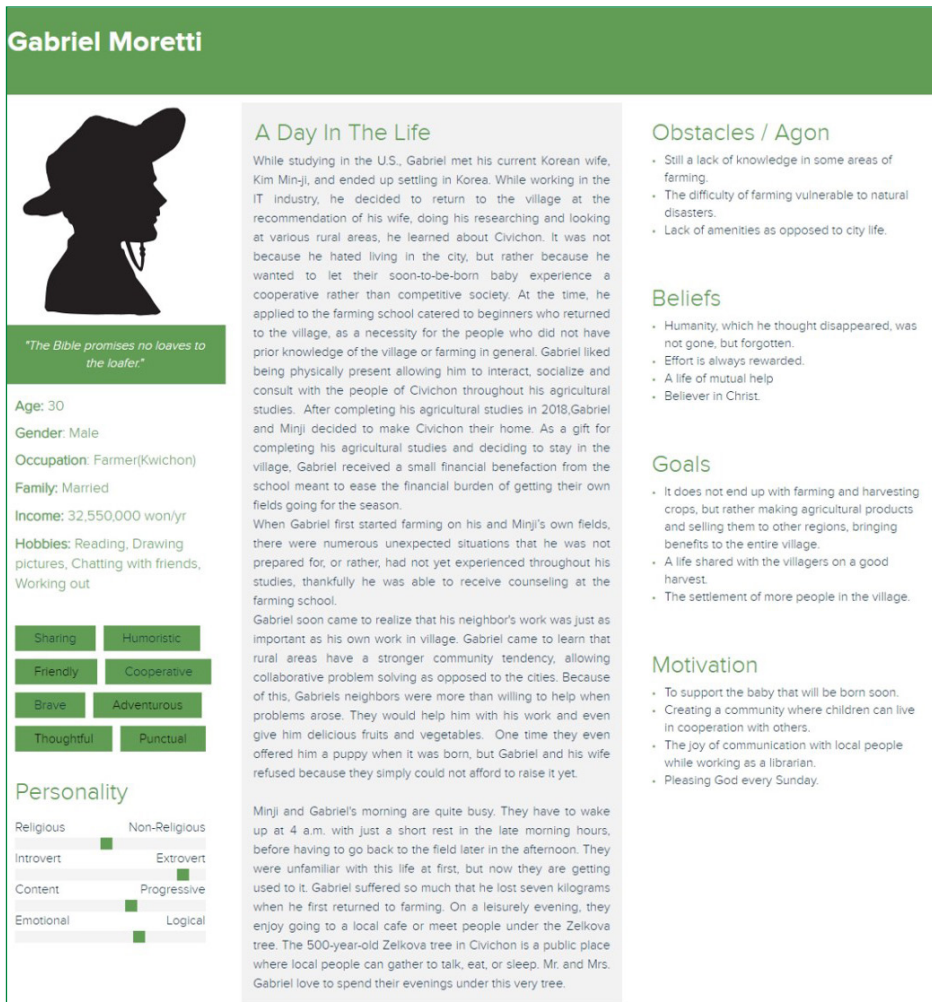 Gabriel Moretti
"The Bible promises no loaves to
the loafer."
Age: 30
Gender: Male
Occupation: Farmer(Kwichon)
Family: Married
Income: 32,550,000 won/yr
Hobbies: Reading, Drawing
pictures, Chatting with friends,
Working out
Sharing Humoristic
Friendly Cooperative
Brave Adventurous
Thoughtful Punctual
Personality
Religious Non-Religious
Introvert Extrovert
Content Progressive
Emotional Logical
A Day In The Life
While studying in the U.S., Gabriel met his current Korean wife,
Kim Min-ji, and ended up settling in Korea. While working in the
IT industry, he decided to return to the village at the
recommendation of his wife, doing his researching and looking
at various rural areas, he learned about Civichon. It was not
because he hated living in the city, but rather because he
wanted to let their soon-to-be-born baby experience a
cooperative rather than competitive society. At the time, he
applied to the farming school catered to beginners who returned
to the village, as a necessity for the people who did not have
prior knowledge of the village or farming in general. Gabriel liked
being physically present allowing him to interact, socialize and
consult with the people of Civichon throughout his agricultural
studies. After completing his agricultural studies in 2018,Gabriel
and Minji decided to make Civichon their home. As a gift for
completing his agricultural studies and deciding to stay in the
village, Gabriel received a small financial benefaction from the
school meant to ease the financial burden of getting their own
fields going for the season.
When Gabriel first started farming on his and Minji's own fields,
there were numerous unexpected situations that he was not
prepared for, or rather, had not yet experienced throughout his
studies, thankfully he was able to receive counseling at the
farming school.
Gabriel soon came to realize that his neighbor's work was just as
important as his own work in village. Gabriel came to learn that
rural areas have a stronger community tendency, allowing
collaborative problem solving as opposed to the cities. Because
of this, Gabriels neighbors were more than willing to help when
problems arose. They would help him with his work and even
give him delicious fruits and vegetables. One time they even
offered him a puppy when it was born, but Gabriel and his wife
refused because they simply could not afford to raise it yet.
Minji and Gabriel's morning are quite busy. They have to wake
up at 4 a.m. with just a short rest in the late morning hours,
before having to go back to the field later in the afternoon. They
were unfamiliar with this life at first, but now they are getting
used to it. Gabriel suffered so much that he lost seven kilograms
when he first returned to farming. On a leisurely evening, they
enjoy going to a local cafe or meet people under the Zelkova
tree. The 500-year-old Zelkova tree in Civichon is a public place
where local people can gather to talk, eat, or sleep. Mr. and Mrs.
Gabriel love to spend their evenings under this very tree.
Obstacles / Agon
• Still a lack of knowledge in some areas of
farming.
• The difficulty of farming vulnerable to natural
disasters.
• Lack of amenities as opposed to city life.
Beliefs
• Humanity, which he thought disappeared, was
not gone, but forgotten.
• Effort is always rewarded.
• A life of mutual help
• Believer in Christ.
Goals
• It does not end up with farming and harvesting
crops, but rather making agricultural products
and selling them to other regions, bringing
benefits to the entire village.
• A life shared with the villagers on a good
harvest.
• The settlement of more people in the village.
Motivation
• To support the baby that will be born soon.
• Creating a community where children can live
in cooperation with others.
• The joy of communication with local people
while working as a librarian.
• Pleasing God every Sunday.